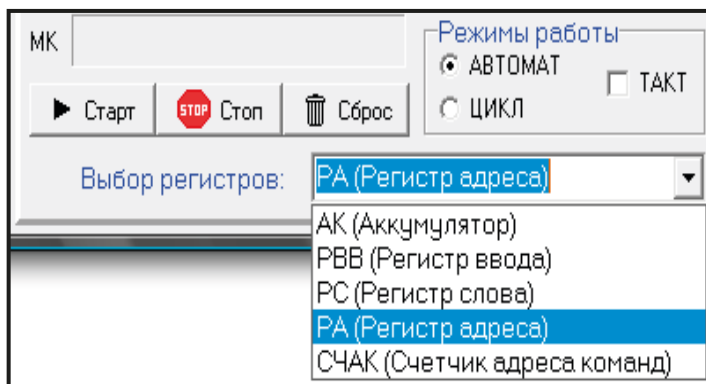 МК
Режимы работы
АВТОМАТ
ТАКТ
ЦИКЛ
Старт
STOP
Стоп
Сброс
Выбор регистров:
РА (Регистр адреса)
АК (Аккумулятор)
РВВ (Регистр ввода)
РС (Регистр слова)
РА (Регистр адреса)
СЧАК (Счетчик адреса команд)